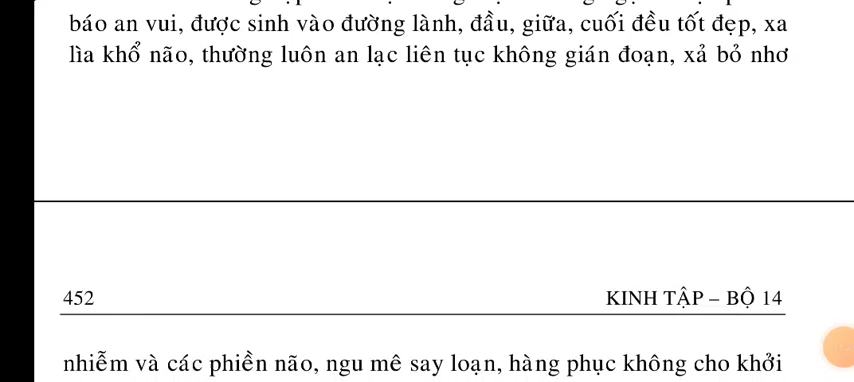 báo an vui, được sinh vào đường lành, đầu, giữa, cuối đều tốt đẹp, xa
lìa khổ não, thường luôn an lạc liên tục không gián đoạn, xả bỏ nhơ
452 KINH TẬP – BỘ 14
nhiễm và các phiền não, ngu mê say loạn, hàng phục không cho khởi